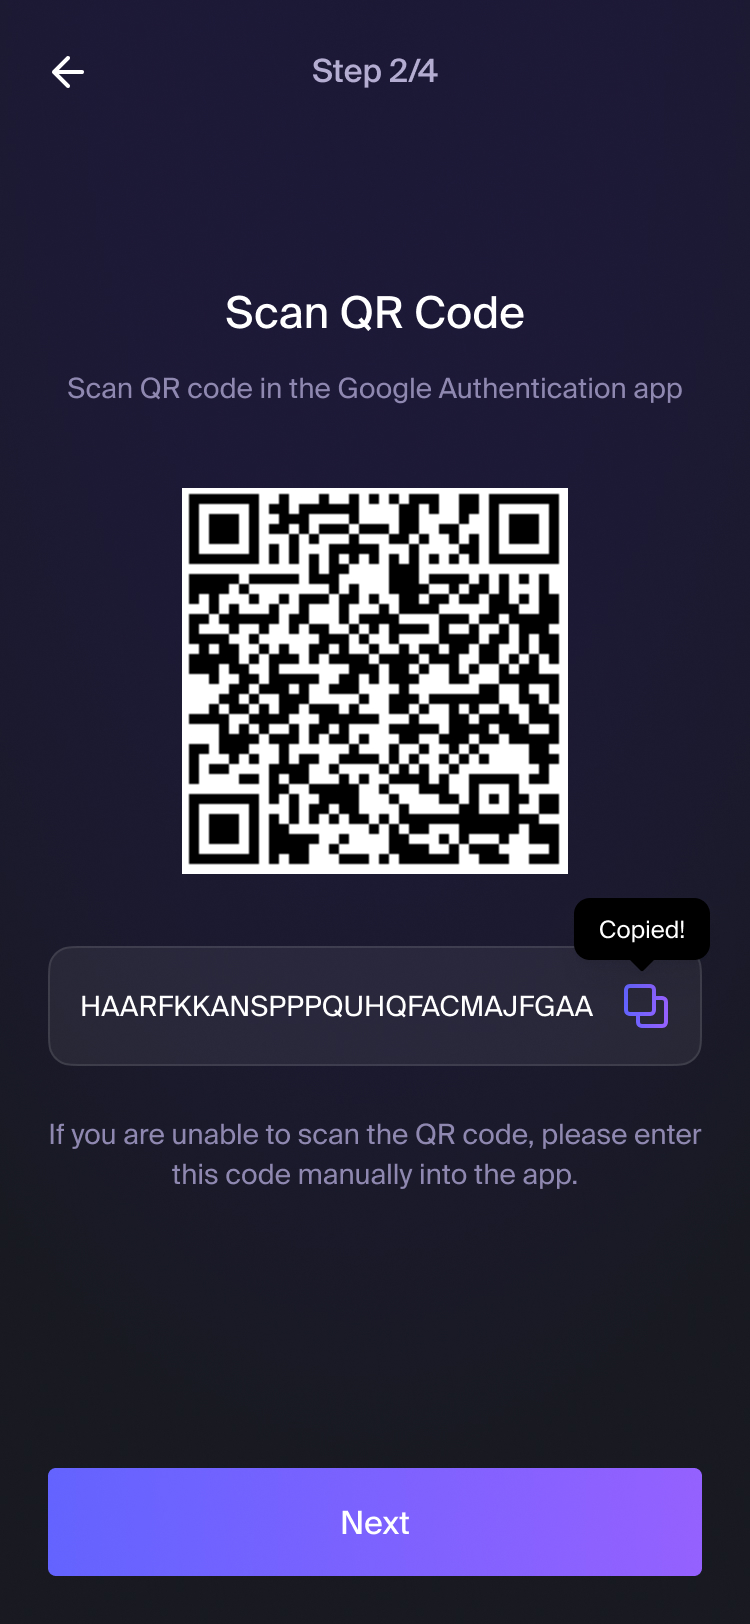 Step 2/4
Scan QR Code
Scan QR code in the Google Authentication app
Copied!
HAARFKKANSPPPQUHQFACMAJFGAA
If you are unable to scan the QR code, please enter
this code manually into the app.
Next